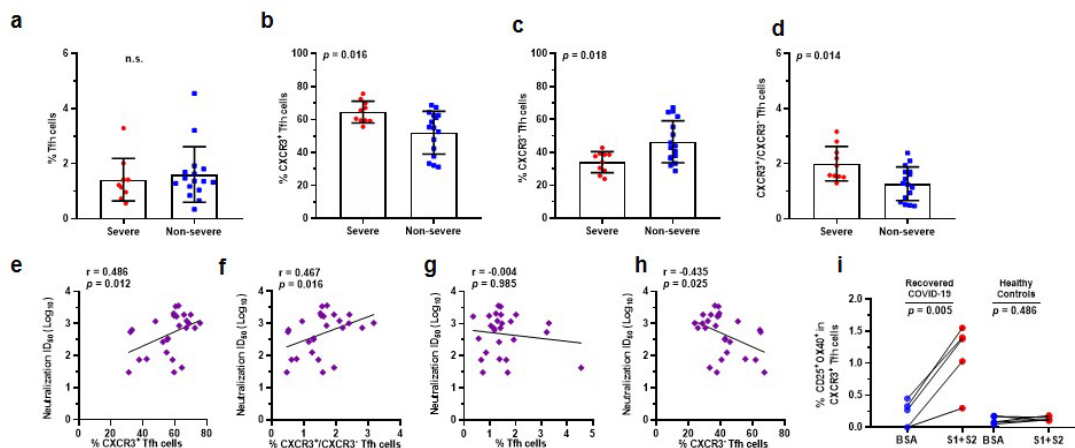 a
n.s.
% Tfh cells
6
4
2
0
Severe
Non-severe
b
p = 0.016
% CXCR3⁺ Tfh cells
100
80
60
40
20
0
Severe
Non-severe
c
p = 0.018
% CXCR3⁻ Tfh cells
100
80
60
40
20
0
Severe
Non-severe
d
p = 0.014
CXCR3⁺/CXCR3⁻ Tfh cells
6
4
2
0
Severe
Non-severe
e
r = 0.486
p = 0.012
Neutralization ID₅₀ (Log₁₀)
4
3
2
1
0
0 20 40 60 80
% CXCR3⁺ Tfh cells
f
r = 0.467
p = 0.016
Neutralization ID₅₀ (Log₁₀)
4
3
2
1
0
0 1 2 3 4
% CXCR3⁺/CXCR3⁻ Tfh cells
g
r = -0.004
p = 0.985
Neutralization ID₅₀ (Log₁₀)
4
3
2
1
0
0 2 4 6
% Tfh cells
h
r = -0.435
p = 0.025
Neutralization ID₅₀ (Log₁₀)
4
3
2
1
0
0 20 40 60 80
% CXCR3⁻ Tfh cells
i
Recovered
COVID-19
p = 0.005
Healthy
Controls
p = 0.486
% CD25⁺OX40⁺ in
CXCR3⁺ Tfh cells
2.0
1.5
1.0
0.5
0.0
BSA S1+S2 BSA S1+S2